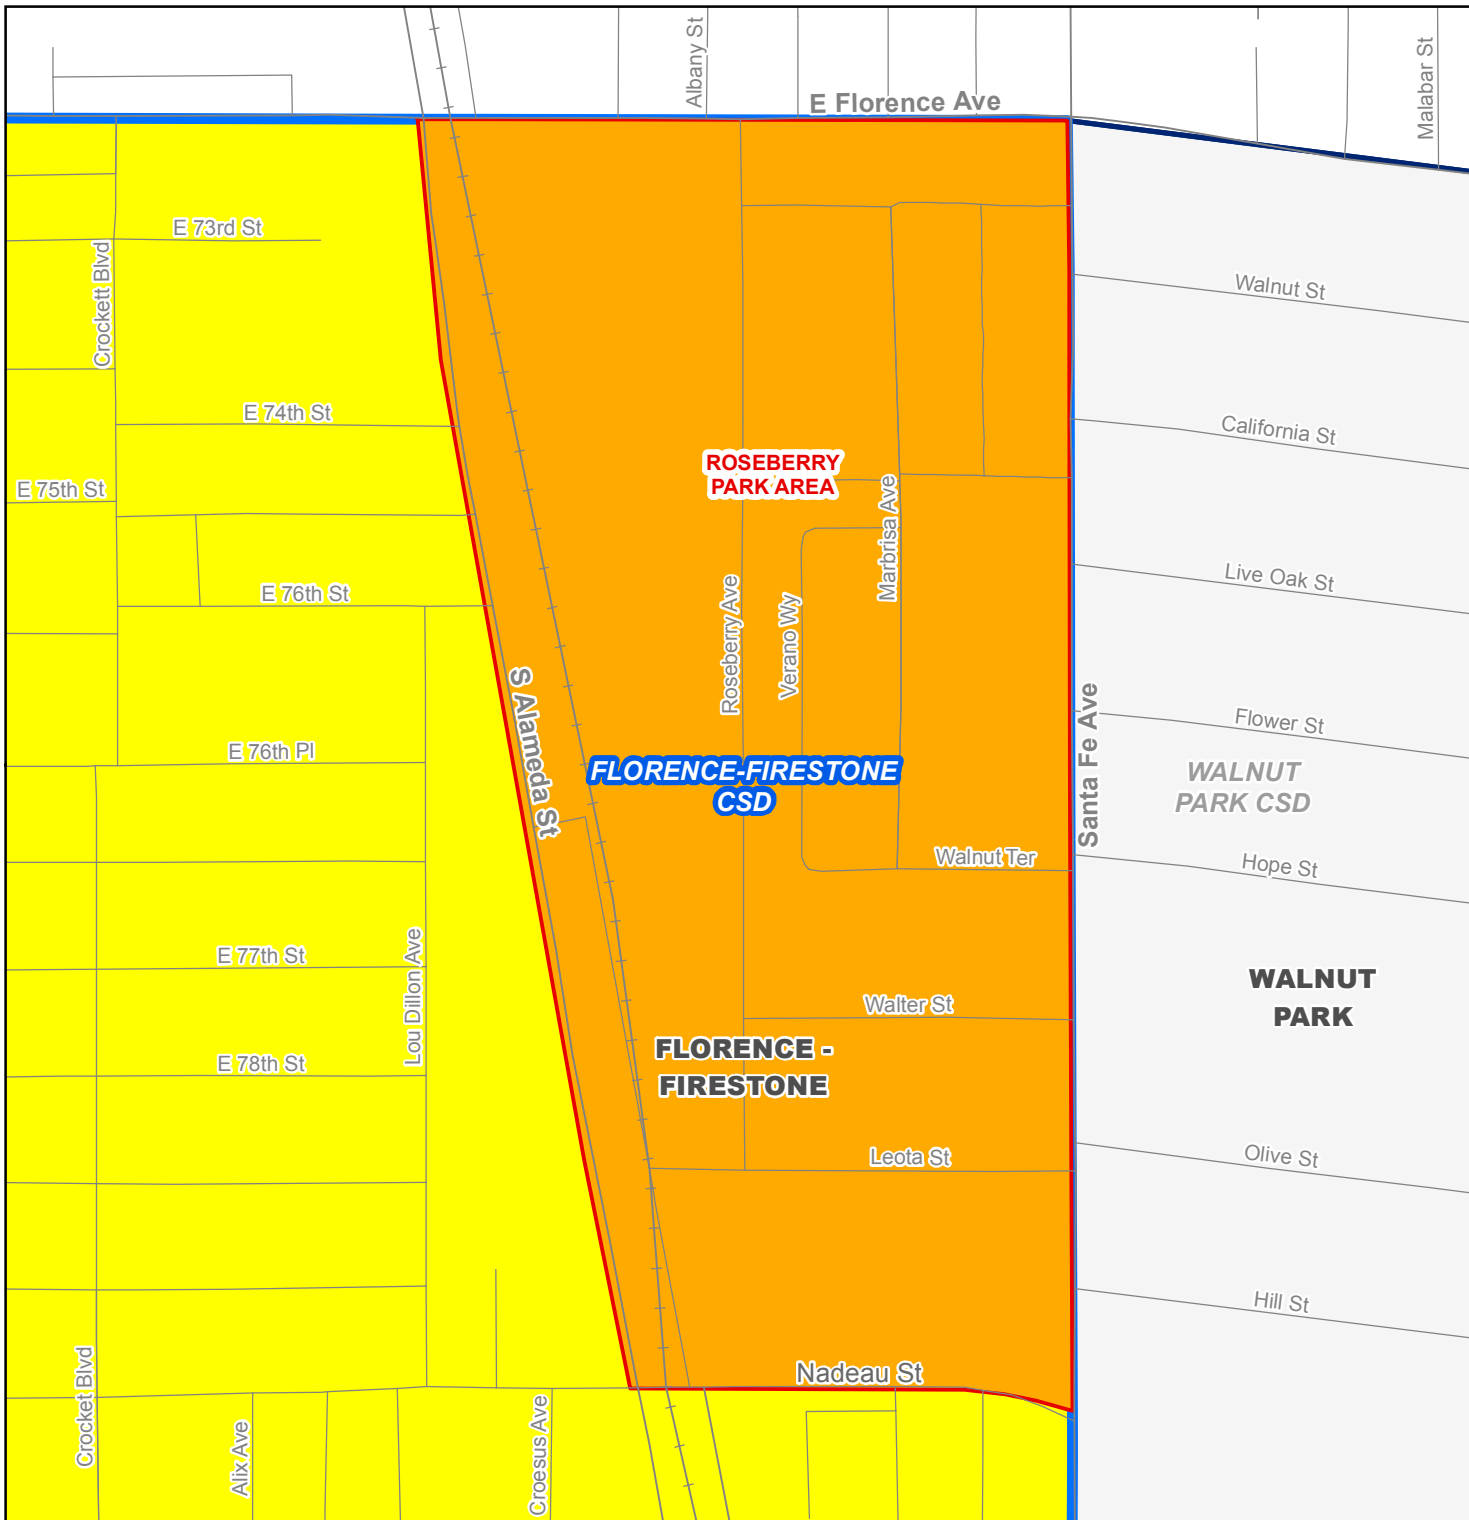 Albany St
Malabar St
E Florence Ave
E 73rd St
Crockett Blvd
Walnut St
E 74th St
California St
ROSEBERRY
PARK AREA
E 75th St
Marbrisa Ave
E 76th St
Live Oak St
Roseberry Ave
Verano Wy
S Alameda St
Santa Fe Ave
Flower St
E 76th Pl
FLORENCE-FIRESTONE
CSD
WALNUT
PARK CSD
Walnut Ter
Hope St
E 77th St
Lou Dillon Ave
WALNUT
PARK
Walter St
FLORENCE -
FIRESTONE
E 78th St
Leota St
Olive St
Hill St
Nadeau St
Crocket Blvd
Alix Ave
Croesus Ave